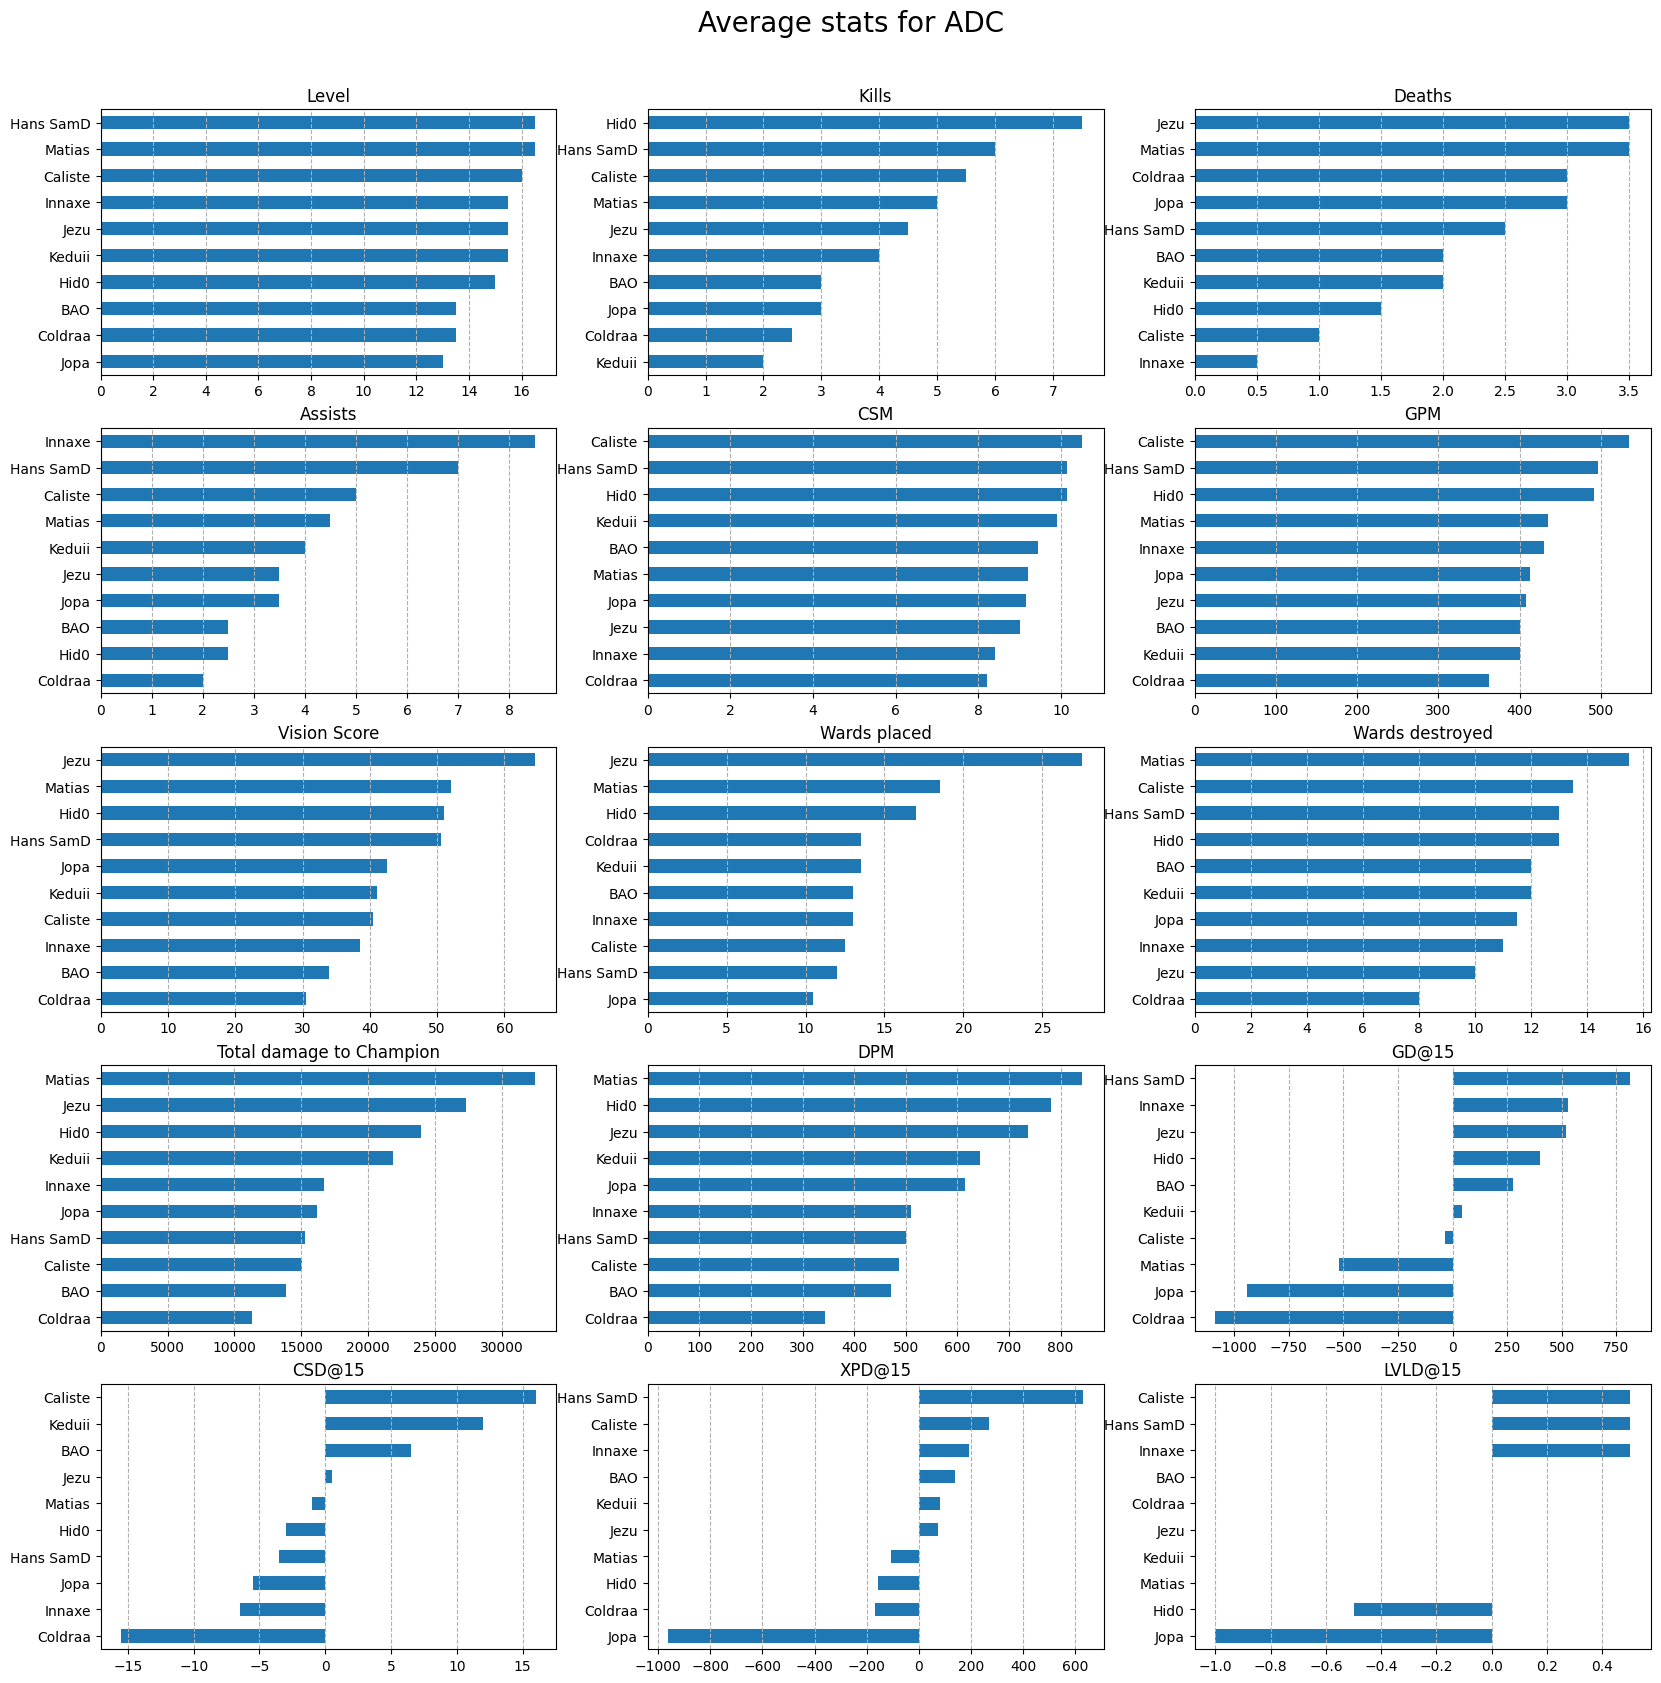 Average stats for ADC
Level
Hans SamD
Matias
Caliste
Innaxe
Jezu
Keduii
Hid0
BAO
Coldraa
Jopa
0 2 4 6 8 10 12 14 16
Kills
Hid0
Hans SamD
Caliste
Matias
Jezu
Innaxe
BAO
Jopa
Coldraa
Keduii
0 1 2 3 4 5 6 7
Deaths
Jezu
Matias
Coldraa
Jopa
Hans SamD
BAO
Keduii
Hid0
Caliste
Innaxe
0.0 0.5 1.0 1.5 2.0 2.5 3.0 3.5
Assists
Innaxe
Hans SamD
Caliste
Matias
Keduii
Jezu
Jopa
BAO
Hid0
Coldraa
0 1 2 3 4 5 6 7 8
CSM
Caliste
Hans SamD
Hid0
Keduii
BAO
Matias
Jopa
Jezu
Innaxe
Coldraa
0 2 4 6 8 10
GPM
Caliste
Hans SamD
Hid0
Matias
Innaxe
Jopa
Jezu
BAO
Keduii
Coldraa
0 100 200 300 400 500
Vision Score
Jezu
Matias
Hid0
Hans SamD
Jopa
Keduii
Caliste
Innaxe
BAO
Coldraa
0 10 20 30 40 50 60
Wards placed
Jezu
Matias
Hid0
Coldraa
Keduii
BAO
Innaxe
Caliste
Hans SamD
Jopa
0 5 10 15 20 25
Wards destroyed
Matias
Caliste
Hans SamD
Hid0
BAO
Keduii
Jopa
Innaxe
Jezu
Coldraa
0 2 4 6 8 10 12 14 16
Total damage to Champion
Matias
Jezu
Hid0
Keduii
Innaxe
Jopa
Hans SamD
Caliste
BAO
Coldraa
0 5000 10000 15000 20000 25000 30000
DPM
Matias
Hid0
Jezu
Keduii
Jopa
Innaxe
Hans SamD
Caliste
BAO
Coldraa
0 100 200 300 400 500 600 700 800
GD@15
Hans SamD
Innaxe
Jezu
Hid0
BAO
Keduii
Caliste
Matias
Jopa
Coldraa
−1000 −750 −500 −250 0 250 500 750
CSD@15
Caliste
Keduii
BAO
Jezu
Matias
Hid0
Hans SamD
Jopa
Innaxe
Coldraa
−15 −10 −5 0 5 10 15
XPD@15
Hans SamD
Caliste
Innaxe
BAO
Keduii
Jezu
Matias
Hid0
Coldraa
Jopa
−1000 −800 −600 −400 −200 0 200 400 600
LVLD@15
Caliste
Hans SamD
Innaxe
BAO
Coldraa
Jezu
Keduii
Matias
Hid0
Jopa
−1.0 −0.8 −0.6 −0.4 −0.2 0.0 0.2 0.4